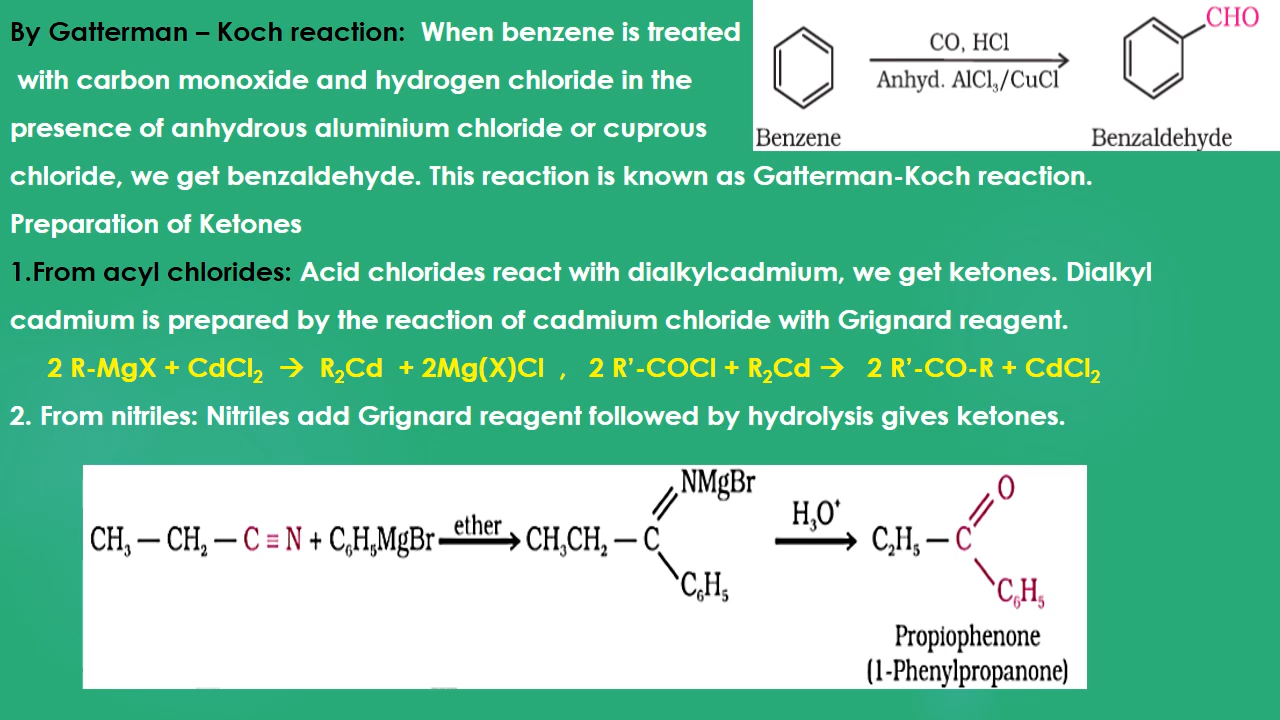 By Gatterman – Koch reaction: When benzene is treated
with carbon monoxide and hydrogen chloride in the
presence of anhydrous aluminium chloride or cuprous
chloride, we get benzaldehyde. This reaction is known as Gatterman-Koch reaction.
CHO
CO, HCl
Anhyd. AlCl₃/CuCl
Benzene Benzaldehyde
Preparation of Ketones
1.From acyl chlorides: Acid chlorides react with dialkylcadmium, we get ketones. Dialkyl
cadmium is prepared by the reaction of cadmium chloride with Grignard reagent.
2 R-MgX + CdCl₂ → R₂Cd + 2Mg(X)Cl , 2 R’-COCl + R₂Cd → 2 R’-CO-R + CdCl₂
2. From nitriles: Nitriles add Grignard reagent followed by hydrolysis gives ketones.
NMgBr O
CH₃ — CH₂ — C ≡ N + C₆H₅MgBr ether → CH₃CH₂ — C H₃O⁺ → C₂H₅ — C
C₆H₅ C₆H₅
Propiophenone
(1-Phenylpropanone)